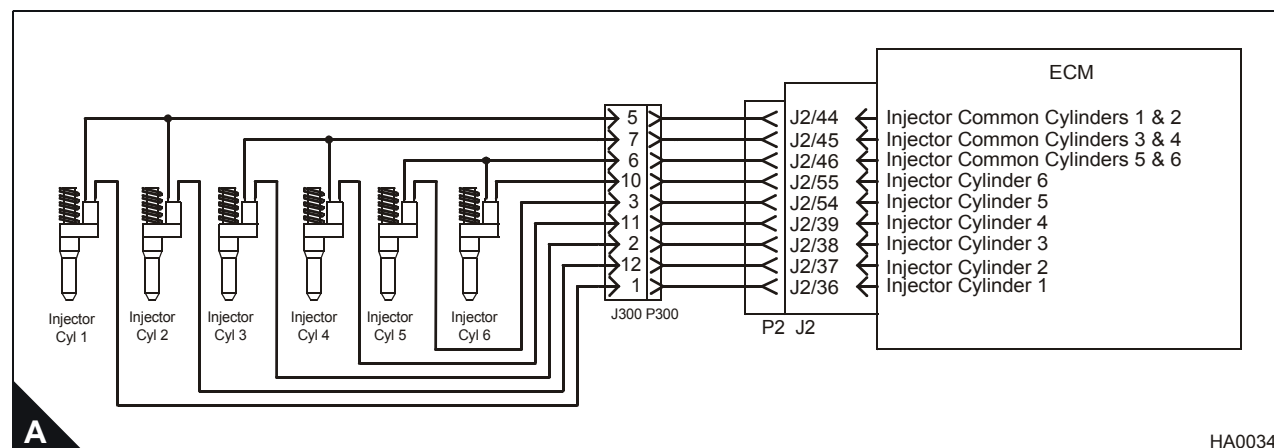 ECM
5 J2/44 Injector Common Cylinders 1 & 2
7 J2/45 Injector Common Cylinders 3 & 4
6 J2/46 Injector Common Cylinders 5 & 6
10 J2/55 Injector Cylinder 6
3 J2/54 Injector Cylinder 5
11 J2/39 Injector Cylinder 4
2 J2/38 Injector Cylinder 3
12 J2/37 Injector Cylinder 2
1 J2/36 Injector Cylinder 1
J300 P300
P2 J2
Injector Cyl 1
Injector Cyl 2
Injector Cyl 3
Injector Cyl 4
Injector Cyl 5
Injector Cyl 6
A
HA0034